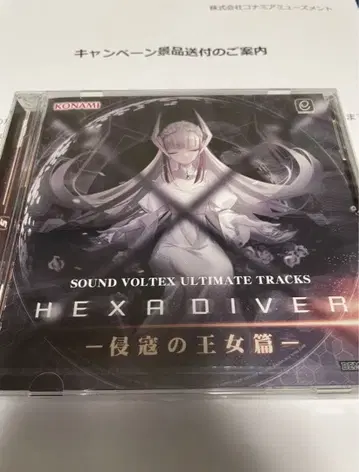 株式会社コナミアミューズメント
キャンペーン景品送付のご案内
KONAMI
SOUND VOLTEX ULTIMATE TRACKS
HEXADIVER
－侵寇の王女篇－